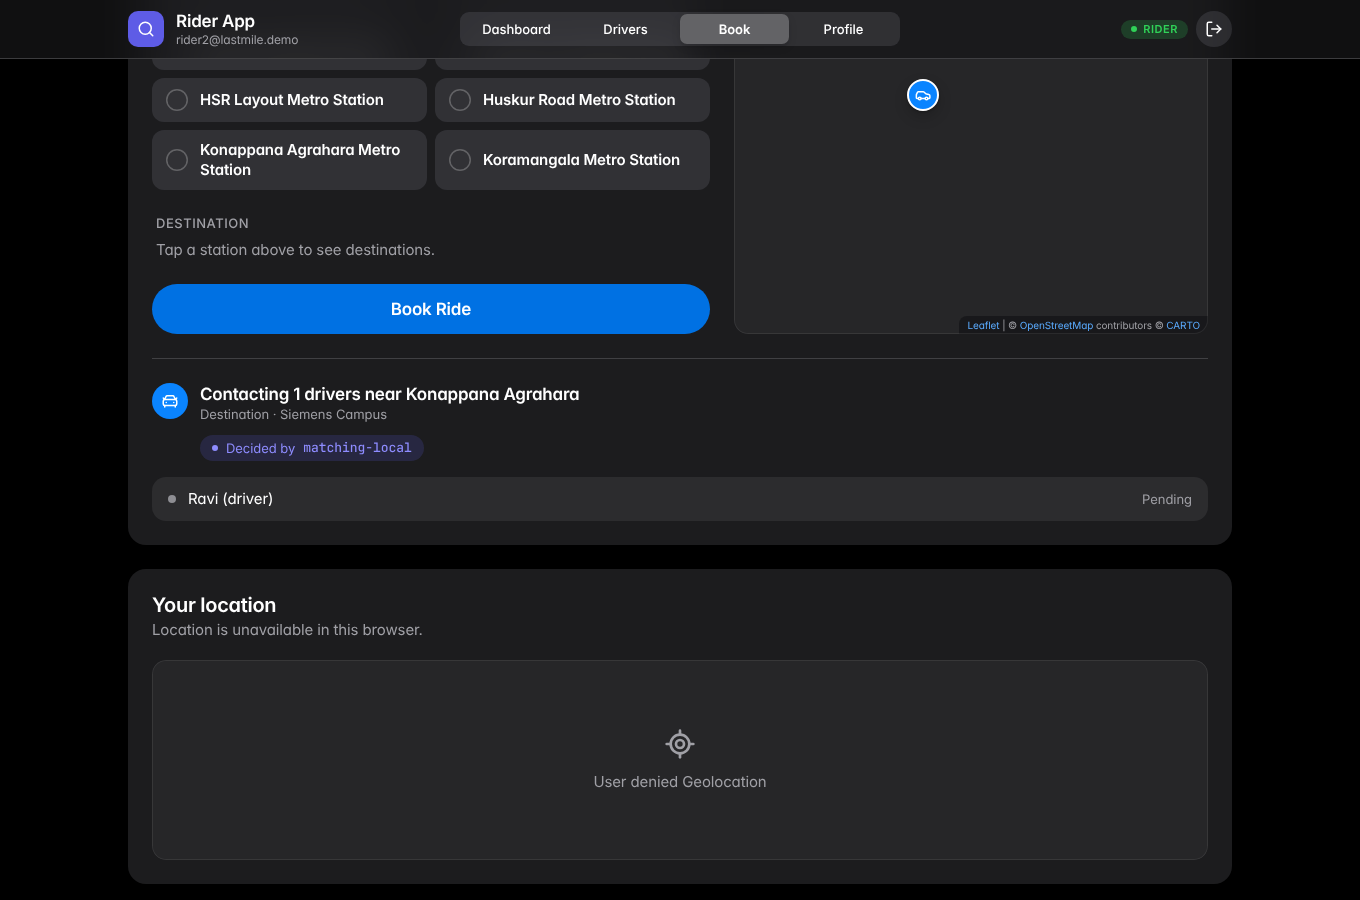 Rider App
rider2@lastmile.demo
Dashboard
Drivers
Book
Profile
RIDER
HSR Layout Metro Station
Huskur Road Metro Station
Konappana Agrahara Metro
Station
Koramangala Metro Station
DESTINATION
Tap a station above to see destinations.
Book Ride
Leaflet | © OpenStreetMap contributors © CARTO
Contacting 1 drivers near Konappana Agrahara
Destination · Siemens Campus
Decided by matching-local
Ravi (driver)
Pending
Your location
Location is unavailable in this browser.
User denied Geolocation